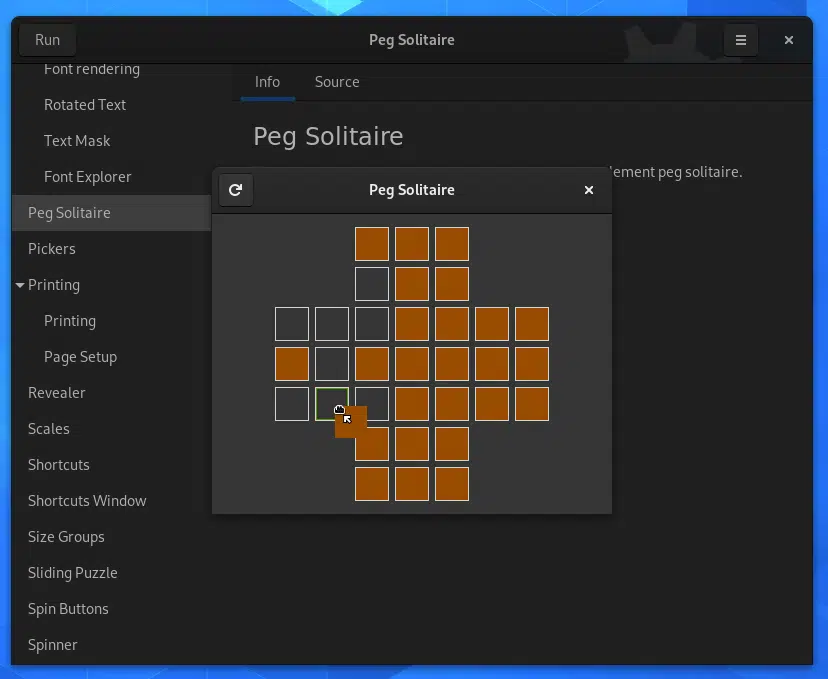 Run
Peg Solitaire
Font rendering
Info
Source
Rotated Text
Text Mask
Peg Solitaire
Font Explorer
lement peg solitaire.
Peg Solitaire
Peg Solitaire
Pickers
Printing
Printing
Page Setup
Revealer
Scales
Shortcuts
Shortcuts Window
Size Groups
Sliding Puzzle
Spin Buttons
Spinner